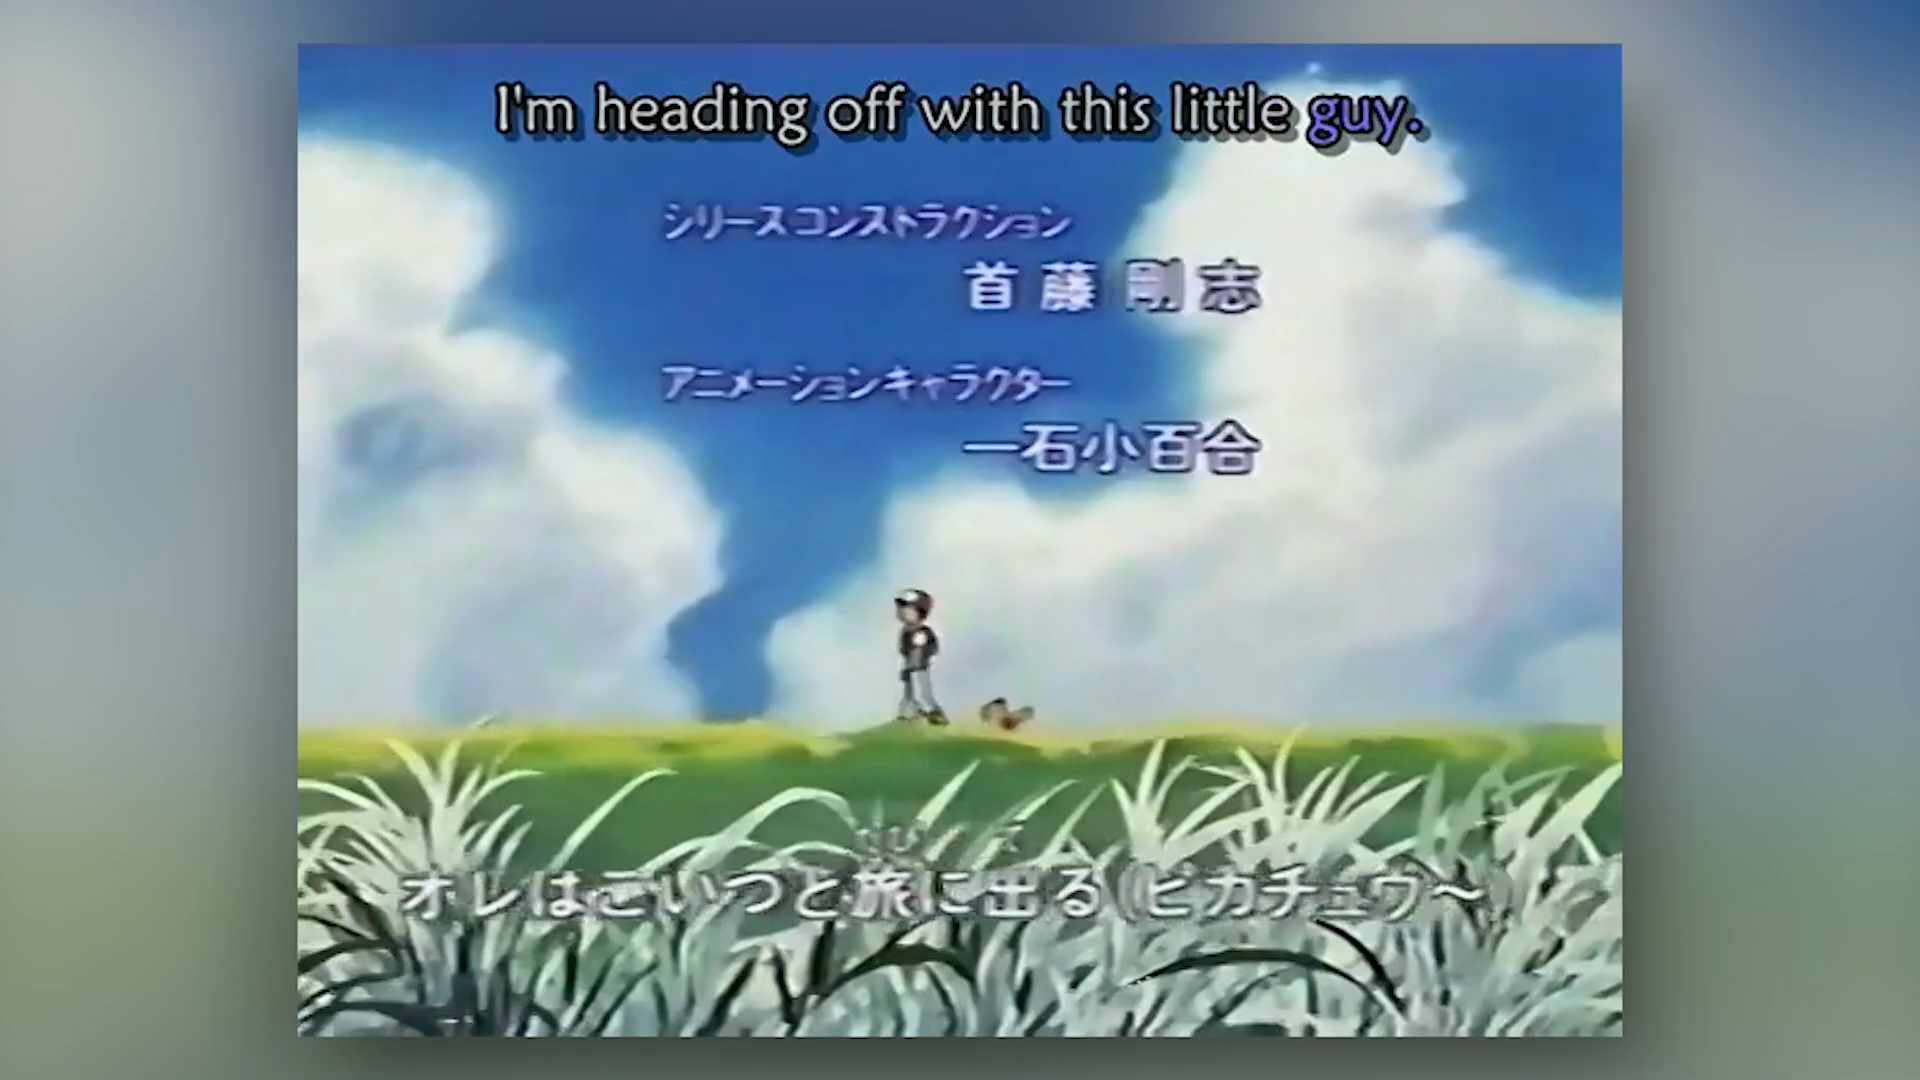 I'm heading off with this little guy.
シリーズコンストラクション
首藤剛志
アニメーションキャラクター
一石小百合
オレはこいつと旅に出る(ピカチュウ〜)